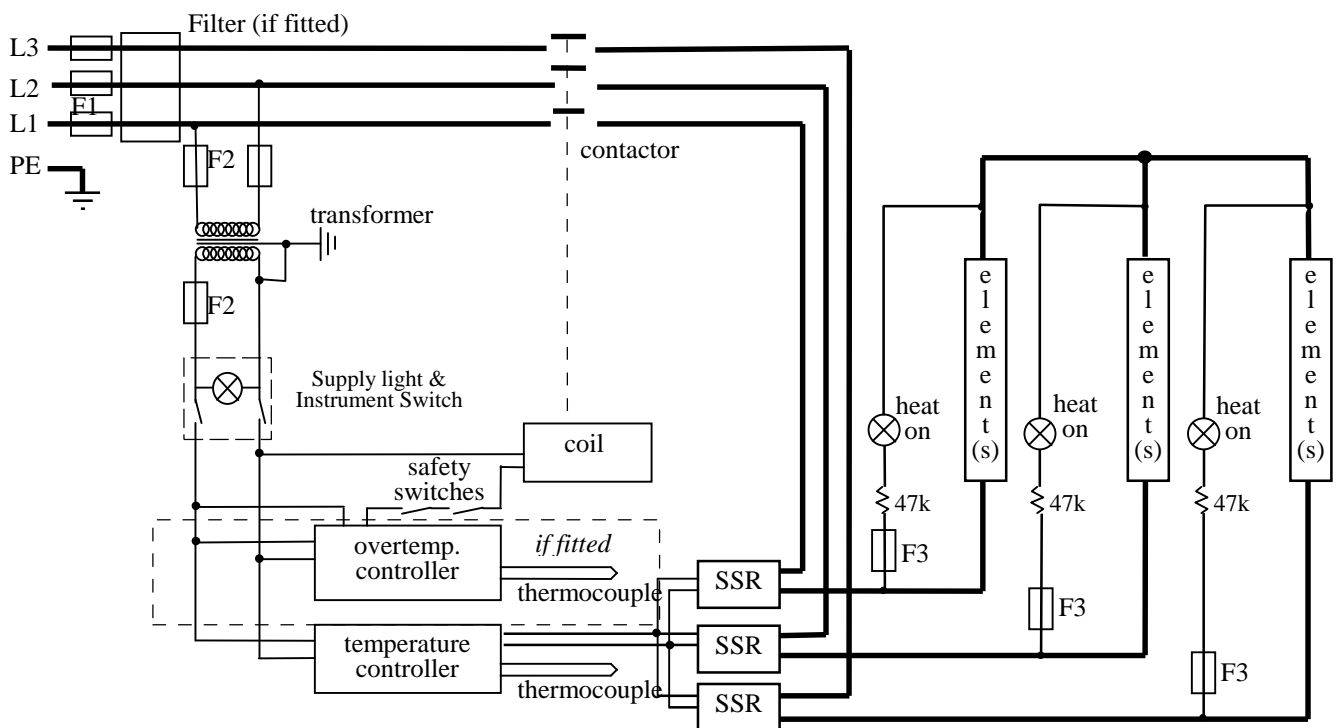 Filter (if fitted)
L3
L2
F1
L1
contactor
PE
F2
transformer
F2
Supply light &
Instrument Switch
coil
safety
switches
overtemp.
controller
if fitted
thermocouple
temperature
controller
thermocouple
SSR
SSR
SSR
heat
on
47k
F3
element(s)
heat
on
47k
F3
element(s)
heat
on
47k
F3
element(s)